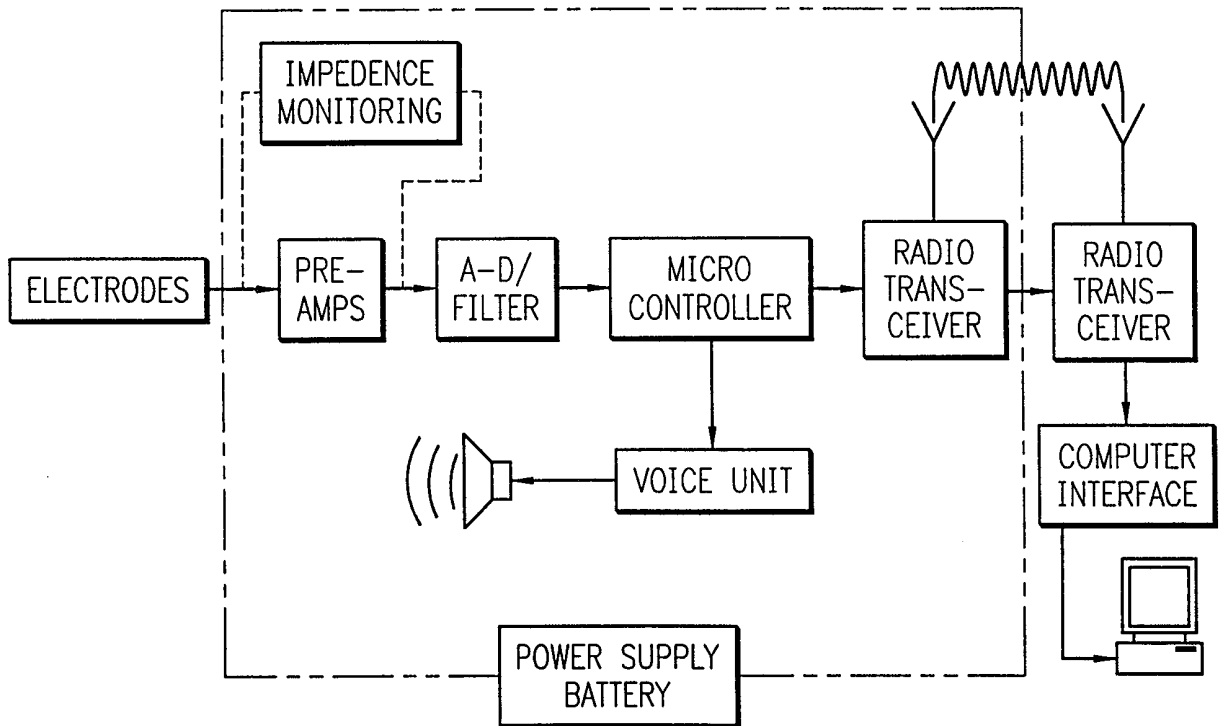 IMPEDENCE
MONITORING
ELECTRODES
PRE-
AMPS
A-D/
FILTER
MICRO
CONTROLLER
RADIO
TRANS-
CEIVER
RADIO
TRANS-
CEIVER
VOICE UNIT
COMPUTER
INTERFACE
POWER SUPPLY
BATTERY